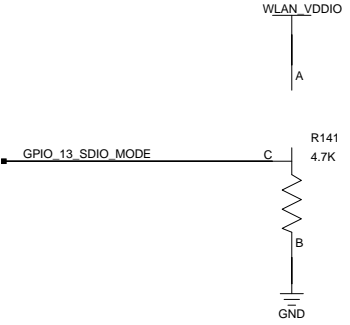 WLAN_VDDIO
A
R141
GPIO_13_SDIO_MODE C 4.7K
B
GND